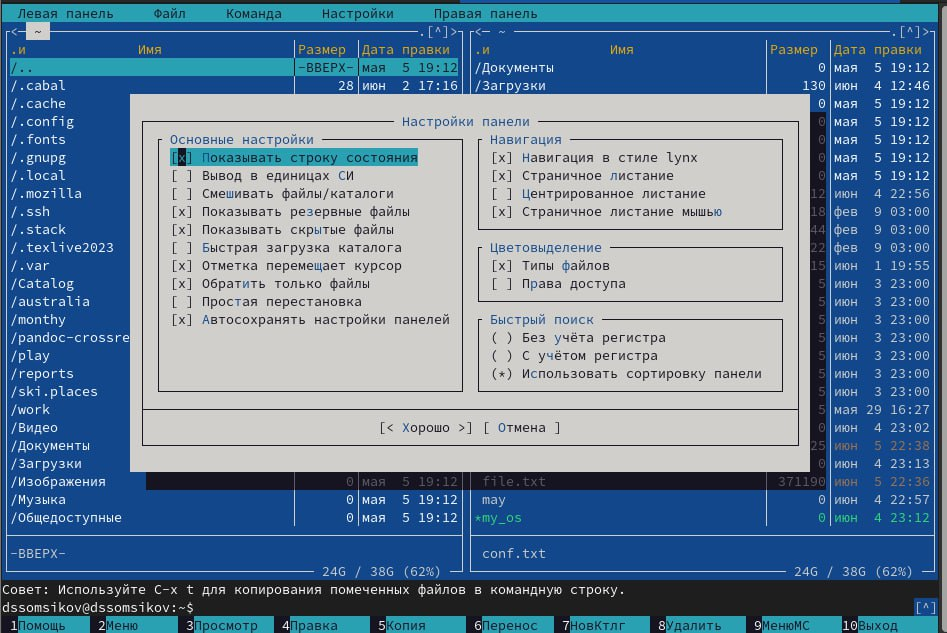 Левая панель Файл Команда Настройки Правая панель
<─ ~ .[^]> <─ ~ .[^]>
.и Имя Размер Дата правки .и Имя Размер Дата правки
/.. -ВВЕРХ- мая 5 19:12 /Документы 0 мая 5 19:12
/.cabal 28 июн 2 17:16 /Загрузки 130 июн 4 12:46
/.cache 0 мая 5 19:12
Настройки панели
/.config 0 мая 5 19:12
/.fonts Основные настройки Навигация 0 мая 5 19:12
/.gnupg [x] Показывать строку состояния [x] Навигация в стиле lynx 0 мая 5 19:12
/.local [ ] Вывод в единицах СИ [x] Страничное листание 0 мая 5 19:12
/.mozilla [ ] Смешивать файлы/каталоги [ ] Центрированное листание 12 июн 4 22:56
/.ssh [x] Показывать резервные файлы [x] Страничное листание мышью 18 фев 9 03:00
/.stack [x] Показывать скрытые файлы 44 фев 9 03:00
/.texlive2023 [ ] Быстрая загрузка каталога Цветовыделение 22 фев 9 03:00
/.var [x] Отметка перемещает курсор [x] Типы файлов 15 июн 1 19:55
/Catalog [x] Обратить только файлы [ ] Права доступа 5 июн 3 23:00
/australia [ ] Простая перестановка 5 июн 3 23:00
/monthy [x] Автосохранять настройки панелей Быстрый поиск 5 июн 3 23:00
/pandoc-crossre ( ) Без учёта регистра 5 июн 3 23:00
/play ( ) С учётом регистра 5 июн 3 23:00
/reports (*) Использовать сортировку панели 5 июн 3 23:00
/ski.places 5 июн 3 23:00
/work 5 мая 29 16:27
/Видео [< Хорошо >] [ Отмена ] 0 июн 4 23:02
/Документы 25 июн 5 22:38
/Загрузки 0 июн 4 23:13
/Изображения 0 мая 5 19:12 file.txt 371190 июн 5 22:36
/Музыка 0 мая 5 19:12 may 0 июн 4 22:57
/Общедоступные 0 мая 5 19:12 *my_os 0 июн 4 23:12
-ВВЕРХ- conf.txt
24G / 38G (62%) 24G / 38G (62%)
Совет: Используйте C-x t для копирования помеченных файлов в командную строку.
dssomsikov@dssomsikov:~$ [^]
1Помощь 2Меню 3Просмотр 4Правка 5Копия 6Перенос 7НовКтлг 8Удалить 9МенюMC 10Выход